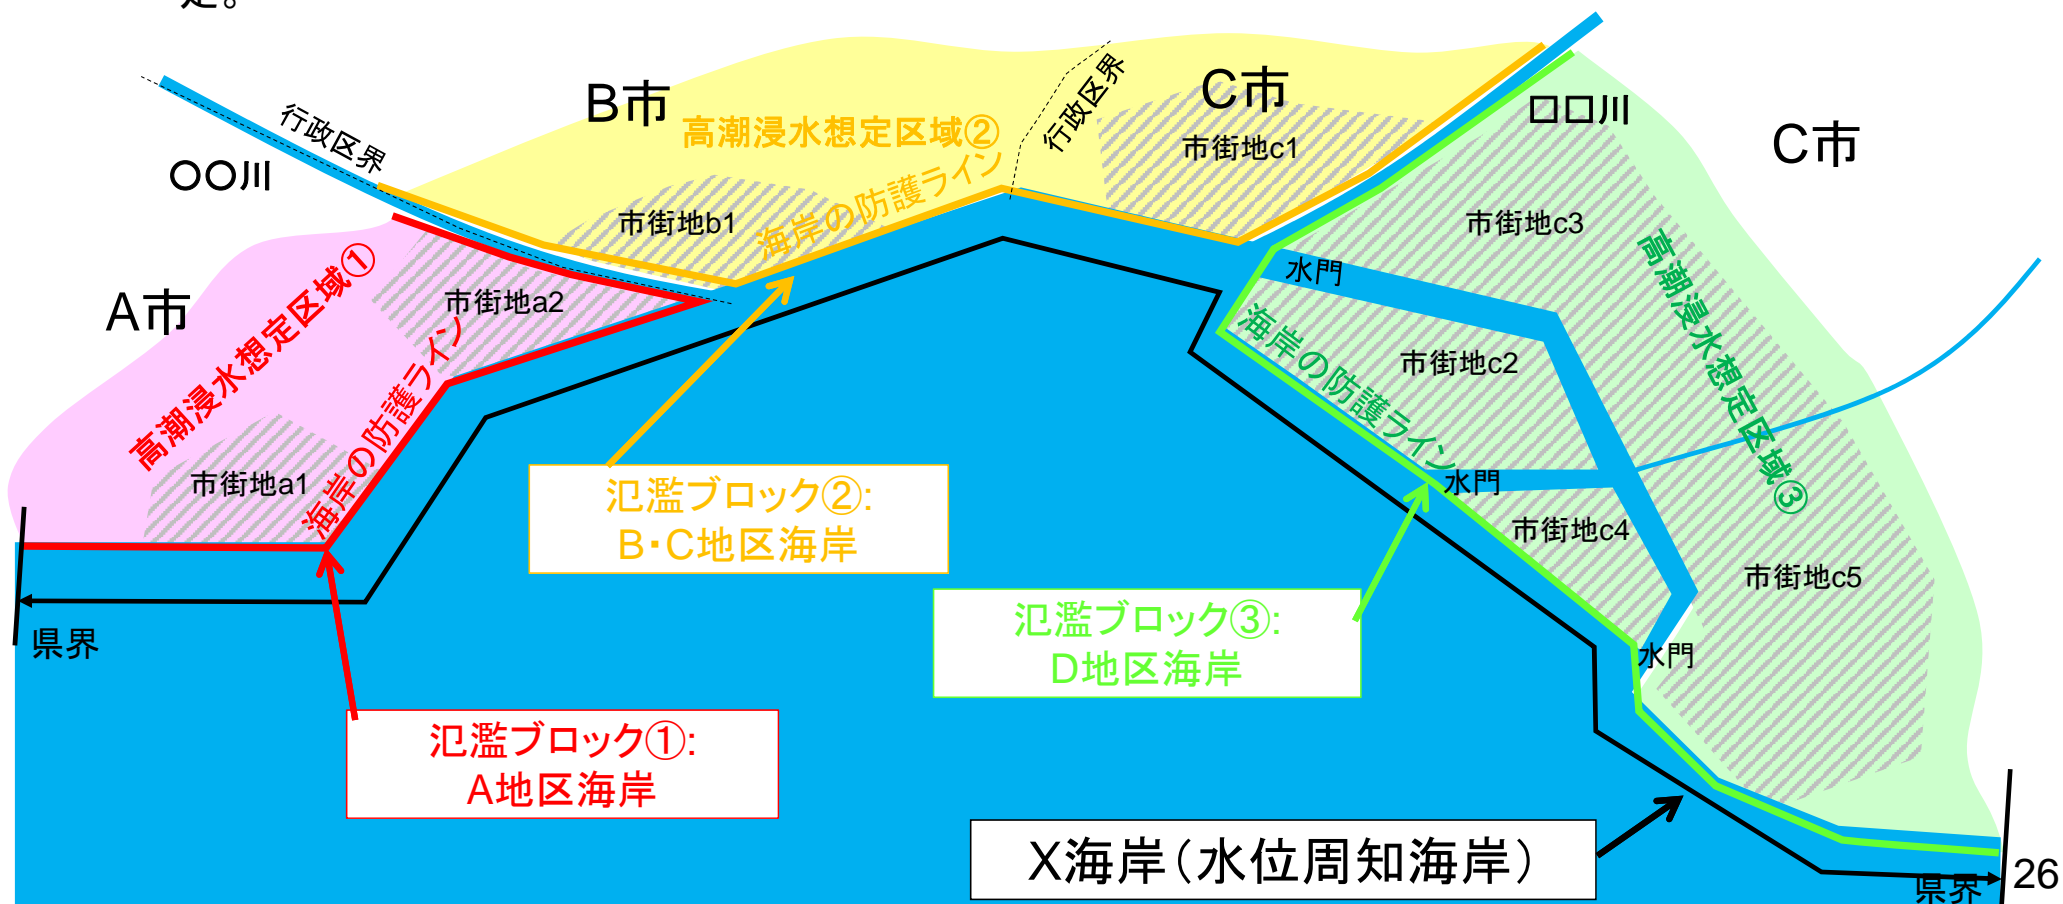 定。
B市
C市
行政区界
行政区界
高潮浸水想定区域②
□□川
C市
市街地c1
○○川
海岸の防護ライン
市街地b1
市街地c3
高潮浸水想定区域①
水門
高潮浸水想定区域③
A市
市街地a2
海岸の防護ライン
海岸の防護ライン
市街地c2
市街地a1
水門
氾濫ブロック②:
B・C地区海岸
市街地c4
市街地c5
氾濫ブロック③:
D地区海岸
県界
水門
氾濫ブロック①:
A地区海岸
X海岸（水位周知海岸）
県界
26